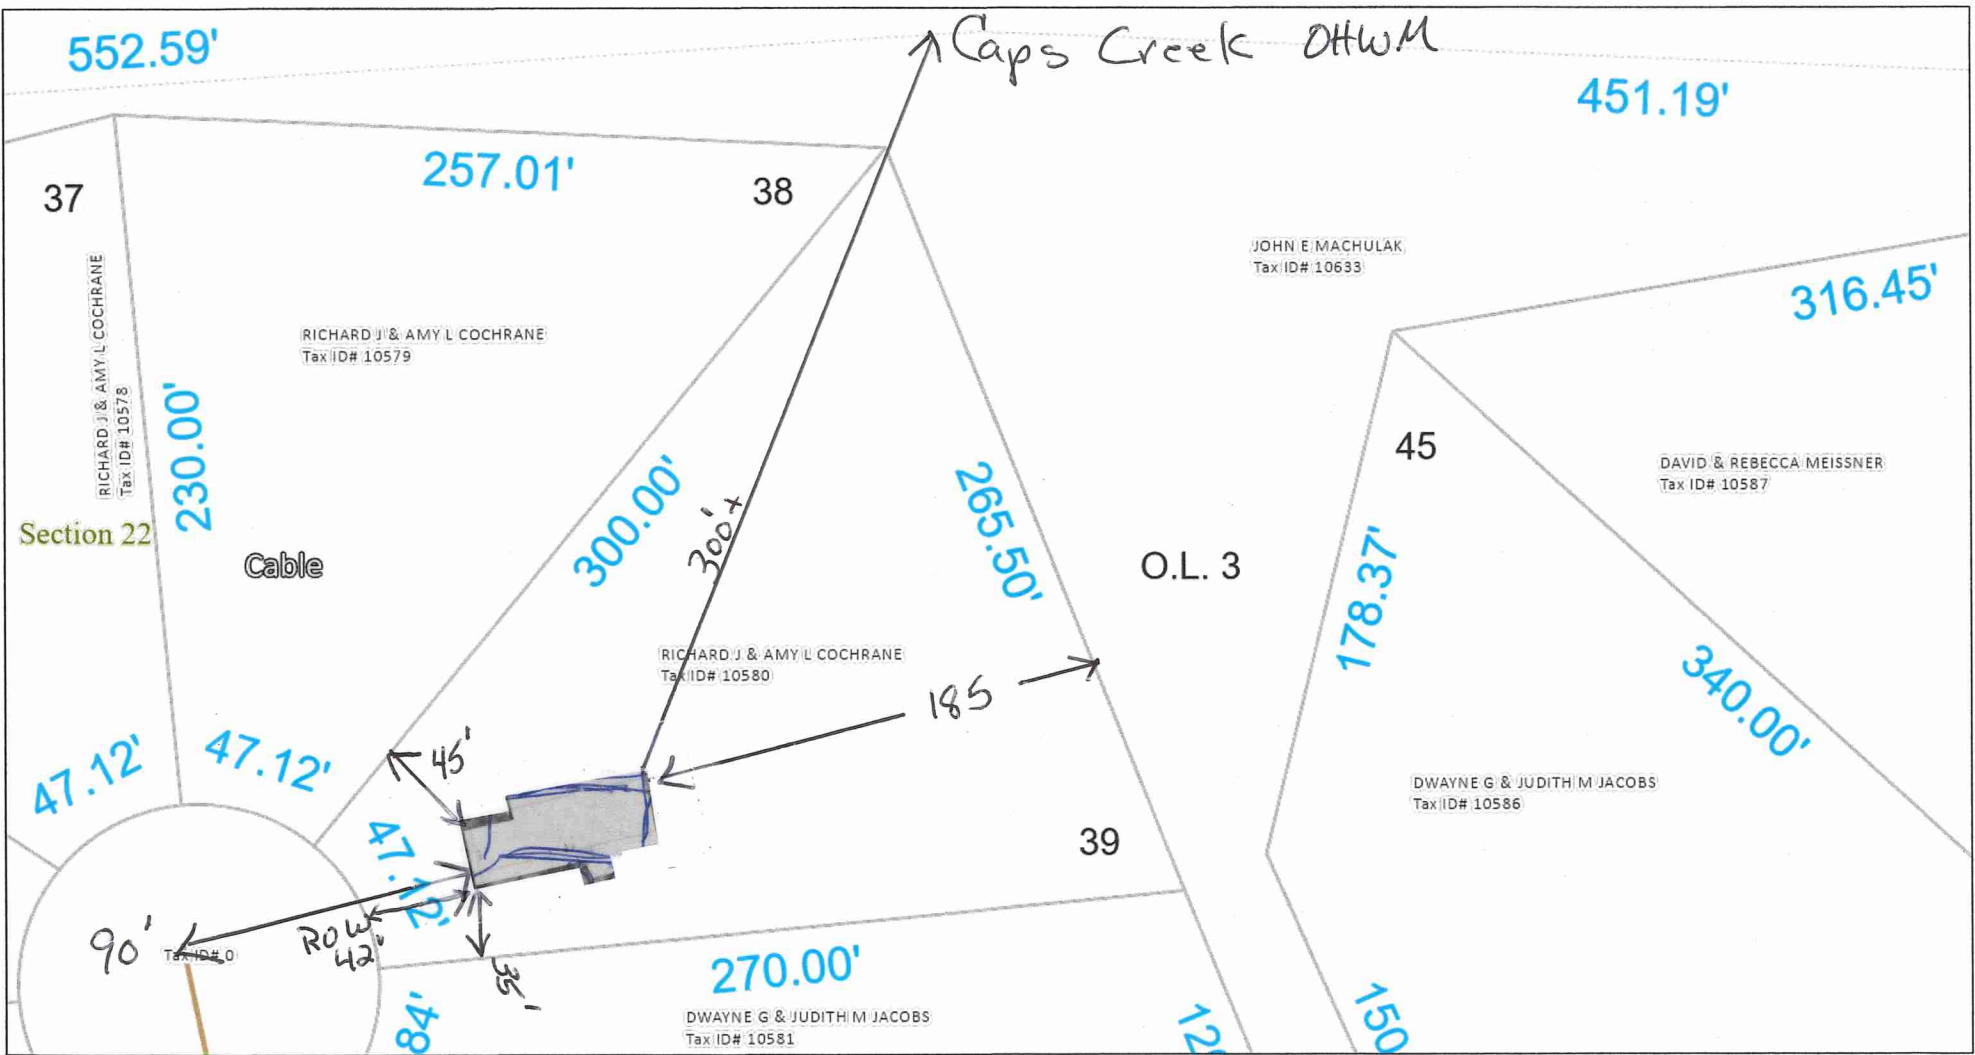 Caps Creek OHWM
552.59'
451.19'
257.01'
37
38
JOHN E MACHULAK
Tax ID# 10633
316.45'
RICHARD J & AMY L COCHRANE
Tax ID# 10578
RICHARD J & AMY L COCHRANE
Tax ID# 10579
230.00'
300.00'
300'+
265.50'
45
DAVID & REBECCA MEISSNER
Tax ID# 10587
Section 22
Cable
O.L. 3
178.37'
RICHARD J & AMY L COCHRANE
Tax ID# 10580
185
340.00'
47.12'
47.12'
45'
DWAYNE G & JUDITH M JACOBS
Tax ID# 10586
47.12'
39
90'
Tax ID# 0
ROW
42'
35'
270.00'
84'
DWAYNE G & JUDITH M JACOBS
Tax ID# 10581
150